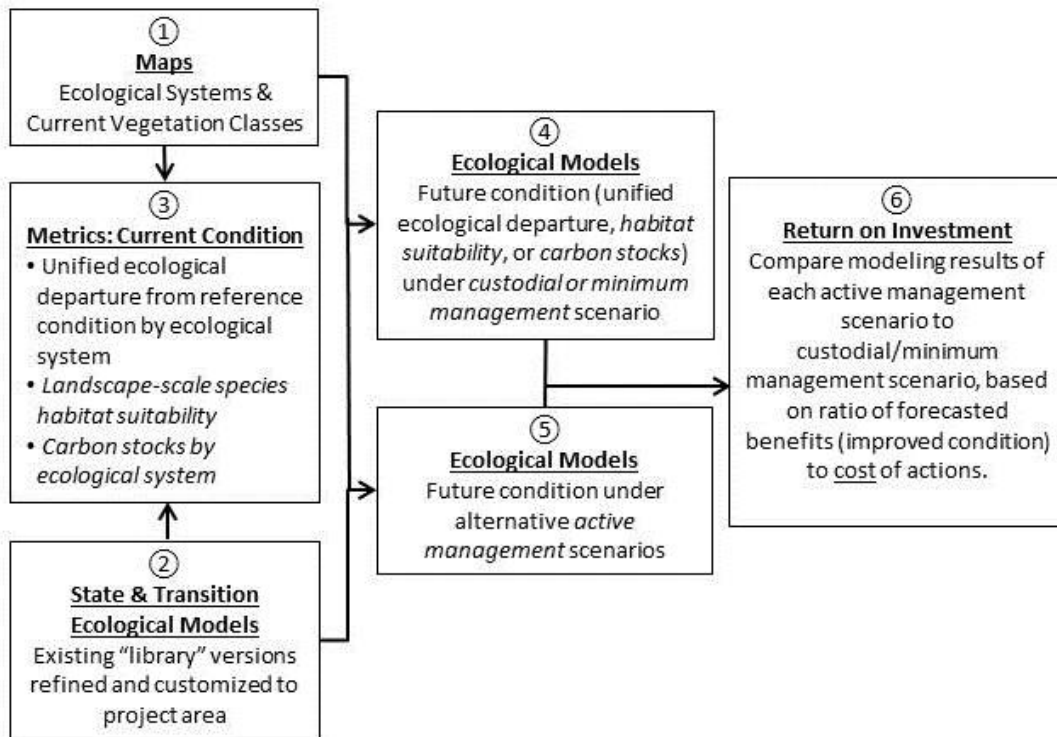 ①
Maps
Ecological Systems &
Current Vegetation Classes
③
Metrics: Current Condition
• Unified ecological
departure from reference
condition by ecological
system
• Landscape-scale species
habitat suitability
• Carbon stocks by
ecological system
②
State & Transition
Ecological Models
Existing “library” versions
refined and customized to
project area
④
Ecological Models
Future condition (unified
ecological departure, habitat
suitability, or carbon stocks)
under custodial or minimum
management scenario
⑤
Ecological Models
Future condition under
alternative active
management scenarios
⑥
Return on Investment
Compare modeling results of
each active management
scenario to
custodial/minimum
management scenario, based
on ratio of forecasted
benefits (improved condition)
to cost of actions.